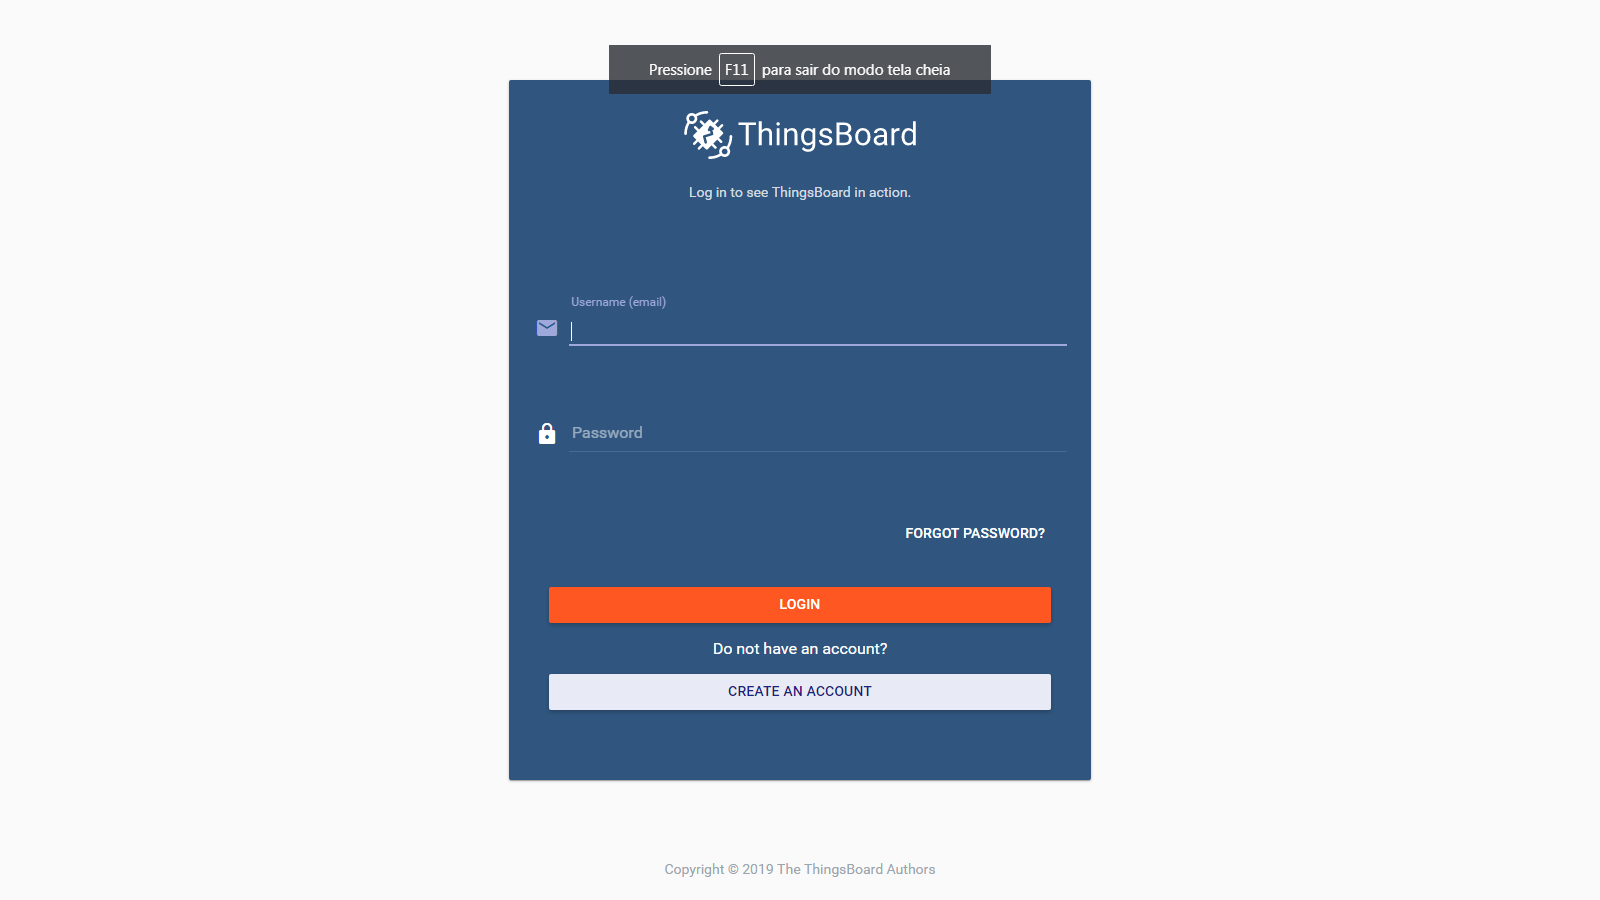 Pressione F11 para sair do modo tela cheia
ThingsBoard
Log in to see ThingsBoard in action.
Username (email)
Password
FORGOT PASSWORD?
LOGIN
Do not have an account?
CREATE AN ACCOUNT
Copyright © 2019 The ThingsBoard Authors